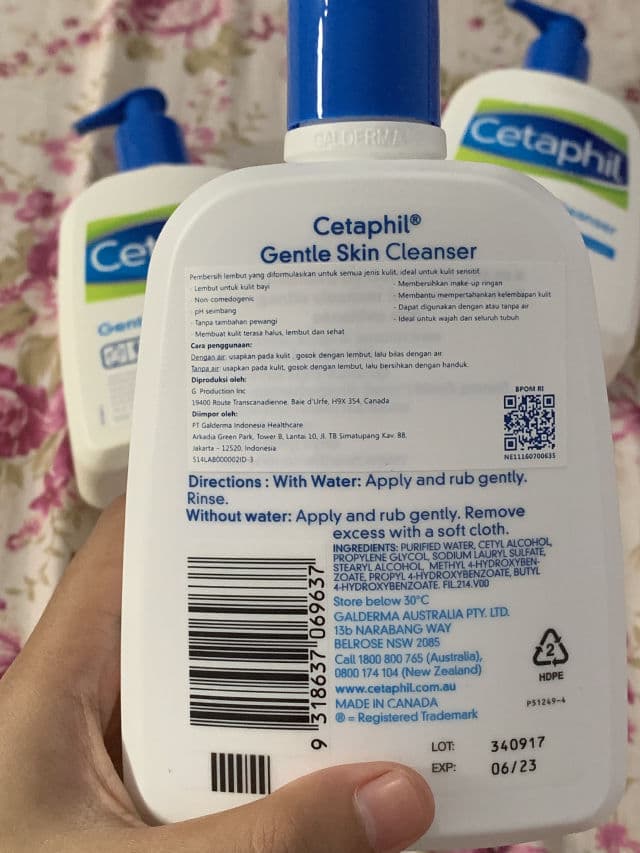 GALDERMA
Cetaphil®
Gentle Skin Cleanser
Pembersih lembut yang diformulasikan untuk semua jenis kulit, ideal untuk kulit sensitif
- Lembut untuk kulit bayi
- Non comedogenic
- pH seimbang
- Tanpa tambahan pewangi
- Membuat kulit terasa halus, lembut dan sehat
- Membersihkan make-up ringan
- Membantu mempertahankan kelembapan kulit
- Dapat digunakan dengan atau tanpa air
- Ideal untuk wajah dan seluruh tubuh
Cara penggunaan:
Dengan air: usapkan pada kulit , gosok dengan lembut, lalu bilas dengan air.
Tanpa air: usapkan pada kulit, gosok dengan lembut, lalu bersihkan dengan handuk.
Diproduksi oleh:
G. Production Inc
19400 Route Transcanadienne, Baie d'Urfe, H9X 354, Canada
Diimpor oleh:
PT Galderma Indonesia Healthcare
Arkadia Green Park, Tower B, Lantai 10, Jl. TB Simatupang Kav. 88,
Jakarta - 12520, Indonesia
S14LAB000002ID-3
BPOM RI
NE11160700635
Directions : With Water: Apply and rub gently.
Rinse.
Without water: Apply and rub gently. Remove
excess with a soft cloth.
INGREDIENTS: PURIFIED WATER, CETYL ALCOHOL,
PROPYLENE GLYCOL, SODIUM LAURYL SULFATE,
STEARYL ALCOHOL, METHYL 4-HYDROXYBEN-
ZOATE, PROPYL 4-HYDROXYBENZOATE, BUTYL
4-HYDROXYBENZOATE. FIL.214.V00
Store below 30°C
GALDERMA AUSTRALIA PTY. LTD.
13b NARABANG WAY
BELROSE NSW 2085
Call 1800 800 765 (Australia),
0800 174 104 (New Zealand)
www.cetaphil.com.au
MADE IN CANADA
® = Registered Trademark
9 318637 069637
2
HDPE
P51249-4
LOT: 340917
EXP: 06/23
Cet
Gent
Cetaphil
eanser